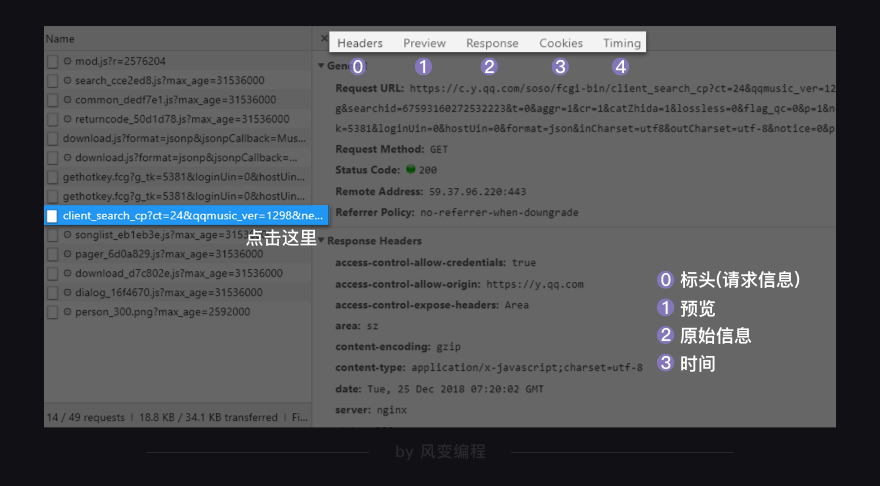 Name
mod.js?r=2576204
search_cce2ed8.js?max_age=31536000
common_dedf7e1.js?max_age=31536000
returncode_50d1d78.js?max_age=31536000
download.js?format=jsonp&jsonpCallback=Mus...
download.js?format=jsonp&jsonpCallback=...
gethotkey.fcg?g_tk=5381&loginUin=0&hostUin...
gethotkey.fcg?g_tk=5381&loginUin=0&hostUin...
client_search_cp?ct=24&qqmusic_ver=1298&ne...
点击这里
songlist_eb1eb3e.js?max_age=31536000
pager_6d0a829.js?max_age=31536000
download_d7c802e.js?max_age=31536000
dialog_16f4670.js?max_age=31536000
person_300.png?max_age=2592000
14 / 49 requests | 18.8 KB / 34.1 KB transferred | Fi...
× Headers Preview Response Cookies Timing
0 1 2 3 4
▼ General
Request URL: https://c.y.qq.com/soso/fcgi-bin/client_search_cp?ct=24&qqmusic_ver=12
g&searchid=67593160272532223&t=0&aggr=1&cr=1&catZhida=1&lossless=0&flag_qc=0&p=1&n
k=5381&loginUin=0&hostUin=0&format=json&inCharset=utf8&outCharset=utf-8&notice=0&p
Request Method: GET
Status Code: 200
Remote Address: 59.37.96.220:443
Referrer Policy: no-referrer-when-downgrade
▼ Response Headers
access-control-allow-credentials: true
access-control-allow-origin: https://y.qq.com
access-control-expose-headers: Area
area: sz
content-encoding: gzip
content-type: application/x-javascript;charset=utf-8
date: Tue, 25 Dec 2018 07:20:02 GMT
server: nginx
0 标头(请求信息)
1 预览
2 原始信息
3 时间
by 风变编程